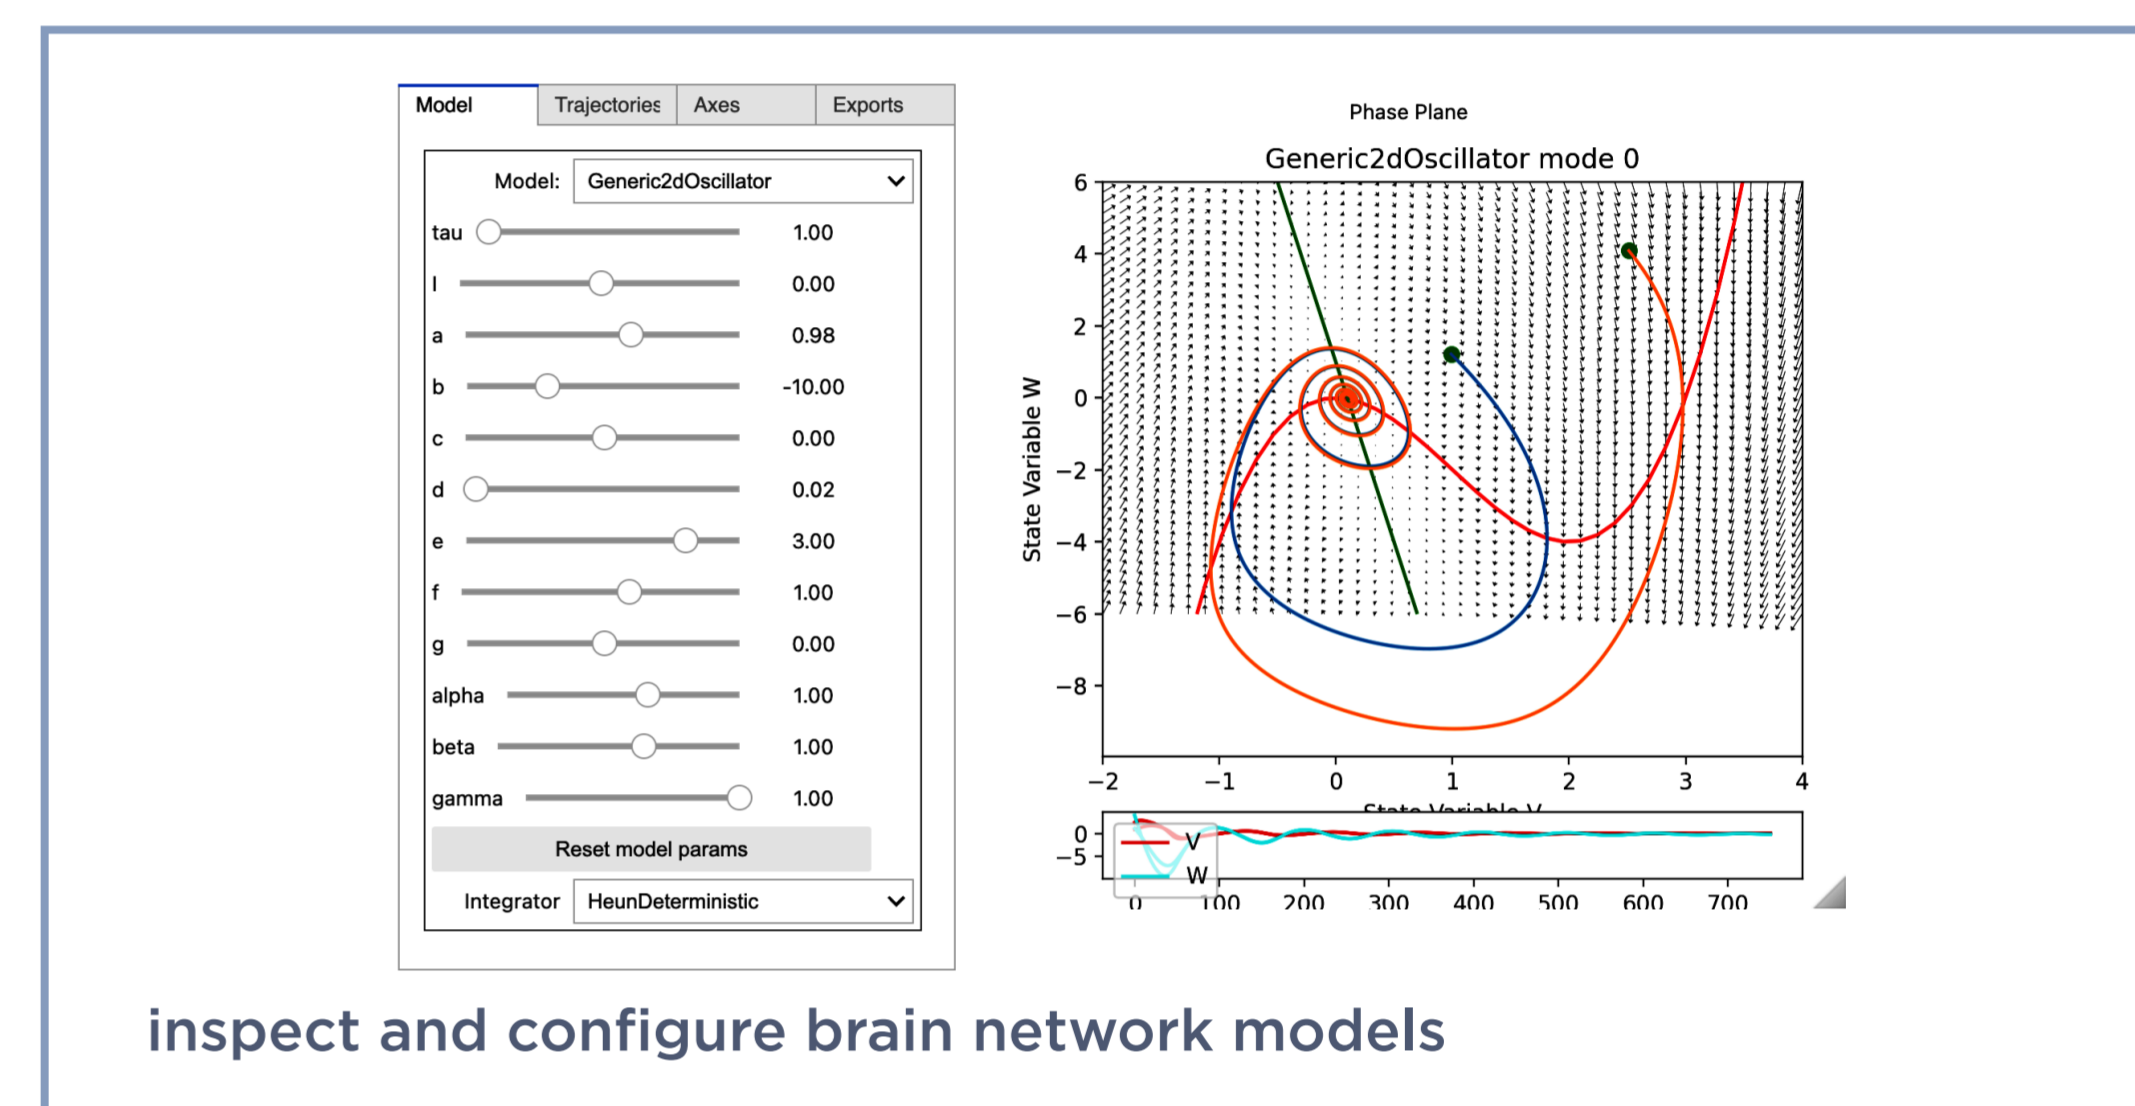 Model Trajectories Axes Exports
Model: Generic2dOscillator
tau 1.00
I 0.00
a 0.98
b -10.00
c 0.00
d 0.02
e 3.00
f 1.00
g 0.00
alpha 1.00
beta 1.00
gamma 1.00
Reset model params
Integrator HeunDeterministic
Phase Plane
Generic2dOscillator mode 0
State Variable W
6
4
2
0
−2
−4
−6
−8
−2 −1 0 1 2 3 4
State Variable V
0
−5
V
W
0 100 200 300 400 500 600 700
inspect and configure brain network models